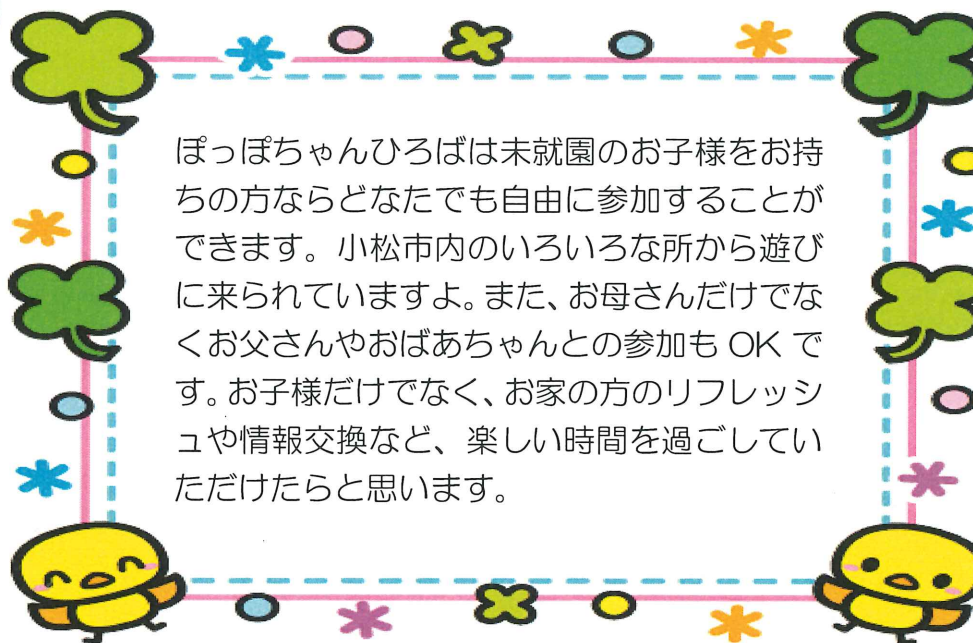 ぽっぽちゃんひろばは未就園のお子様をお持
ちの方ならどなたでも自由に参加することが
できます。小松市内のいろいろな所から遊び
に来られていますよ。また、お母さんだけでな
くお父さんやおばあちゃんとの参加も OK で
す。お子様だけでなく、お家の方のリフレッシ
ュや情報交換など、楽しい時間を過ごしてい
ただけたらと思います。